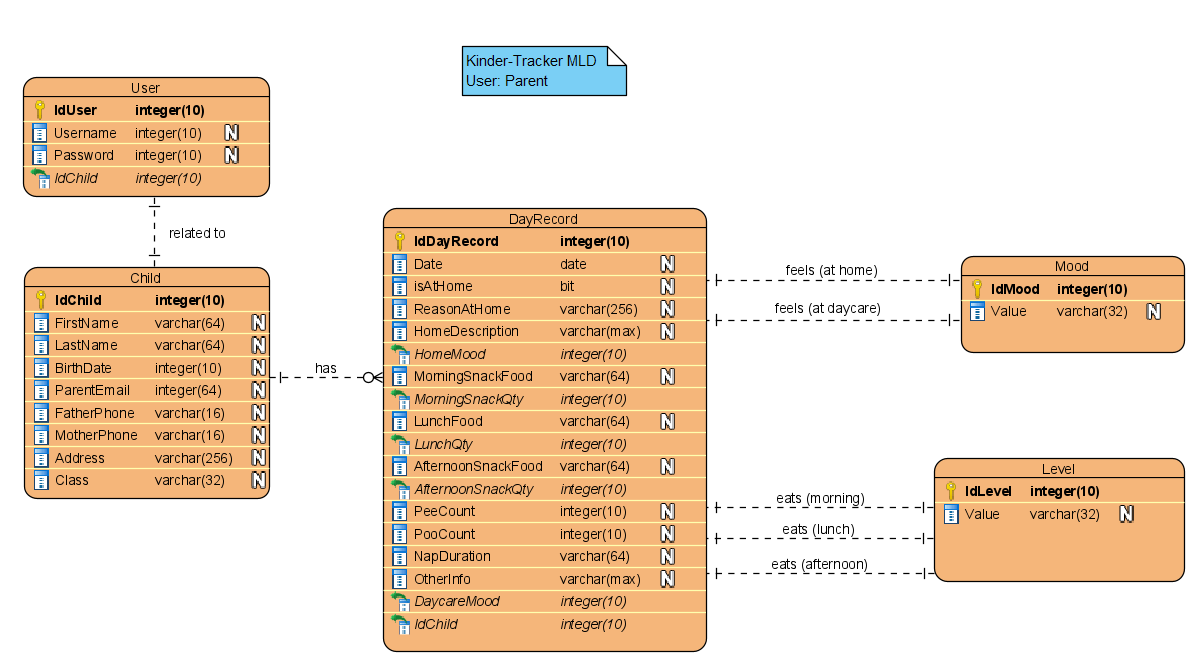 Kinder-Tracker MLD
User: Parent
User
IdUser integer(10)
Username integer(10) N
Password integer(10) N
IdChild integer(10)
related to
Child
IdChild integer(10)
FirstName varchar(64) N
LastName varchar(64) N
BirthDate integer(10) N
ParentEmail integer(64) N
FatherPhone varchar(16) N
MotherPhone varchar(16) N
Address varchar(256) N
Class varchar(32) N
has
DayRecord
IdDayRecord integer(10)
Date date N
isAtHome bit N
ReasonAtHome varchar(256) N
HomeDescription varchar(max) N
HomeMood integer(10)
MorningSnackFood varchar(64) N
MorningSnackQty integer(10)
LunchFood varchar(64) N
LunchQty integer(10)
AfternoonSnackFood varchar(64) N
AfternoonSnackQty integer(10)
PeeCount integer(10) N
PooCount integer(10) N
NapDuration varchar(64) N
OtherInfo varchar(max) N
DaycareMood integer(10)
IdChild integer(10)
feels (at home)
feels (at daycare)
Mood
IdMood integer(10)
Value varchar(32) N
eats (morning)
eats (lunch)
eats (afternoon)
Level
IdLevel integer(10)
Value varchar(32) N